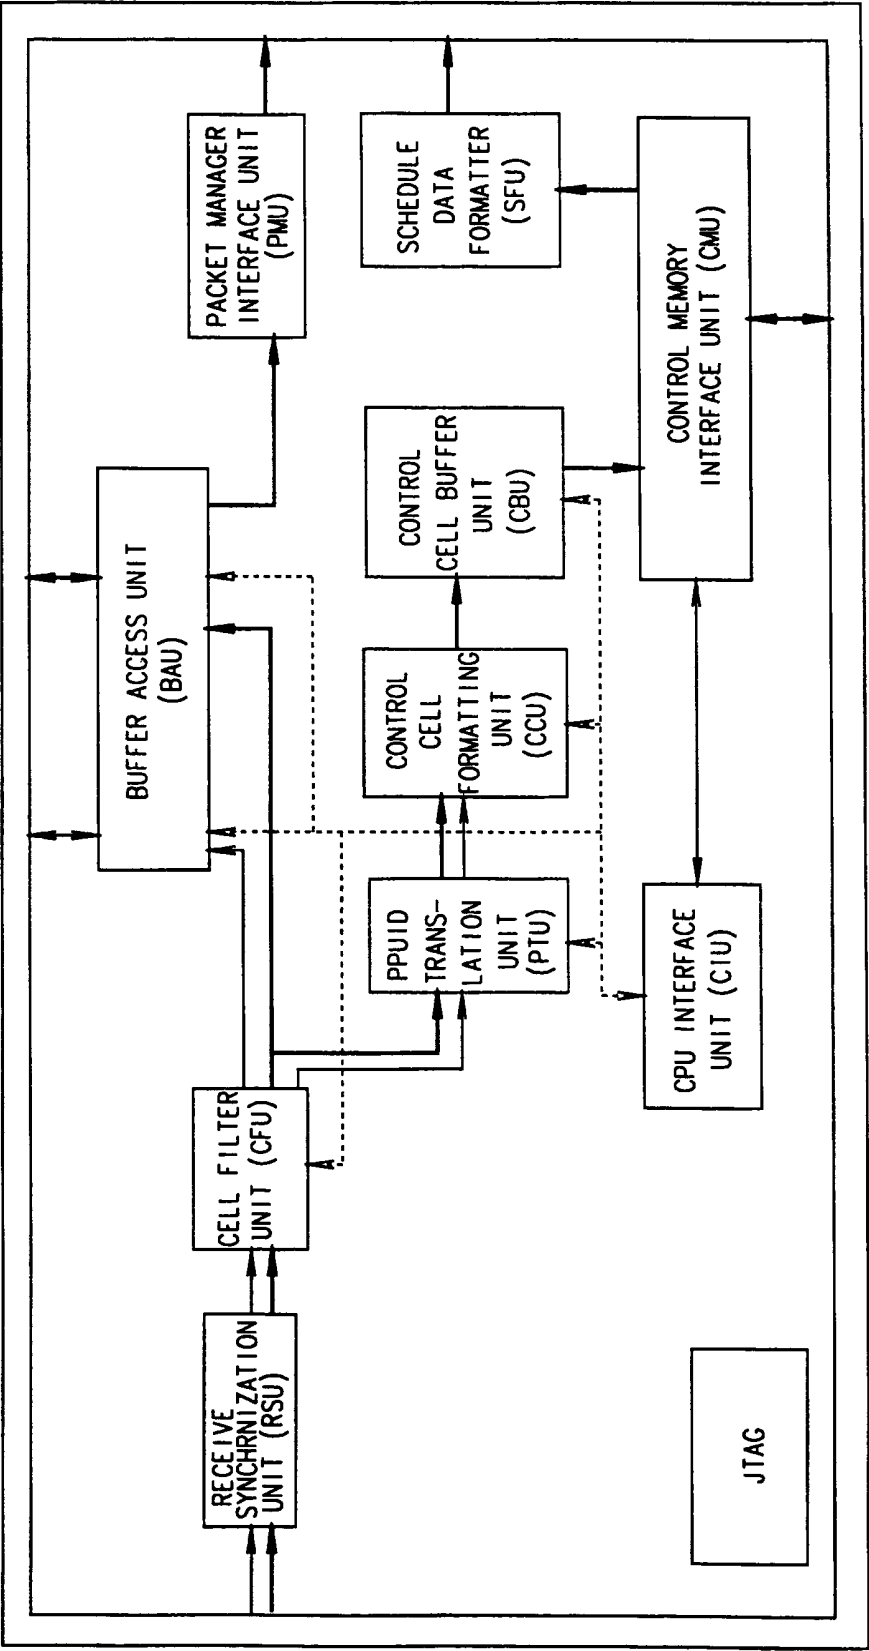 RECEIVE
SYNCHRNIZATION
UNIT (RSU)
CELL FILTER
UNIT (CFU)
BUFFER ACCESS UNIT
(BAU)
PACKET MANAGER
INTERFACE UNIT
(PMU)
PPUID
TRANS-
LATION
UNIT
(PTU)
CONTROL
CELL
FORMATTING
UNIT
(CCU)
CONTROL
CELL BUFFER
UNIT
(CBU)
SCHEDULE
DATA
FORMATTER
(SFU)
JTAG
CPU INTERFACE
UNIT (CIU)
CONTROL MEMORY
INTERFACE UNIT (CMU)